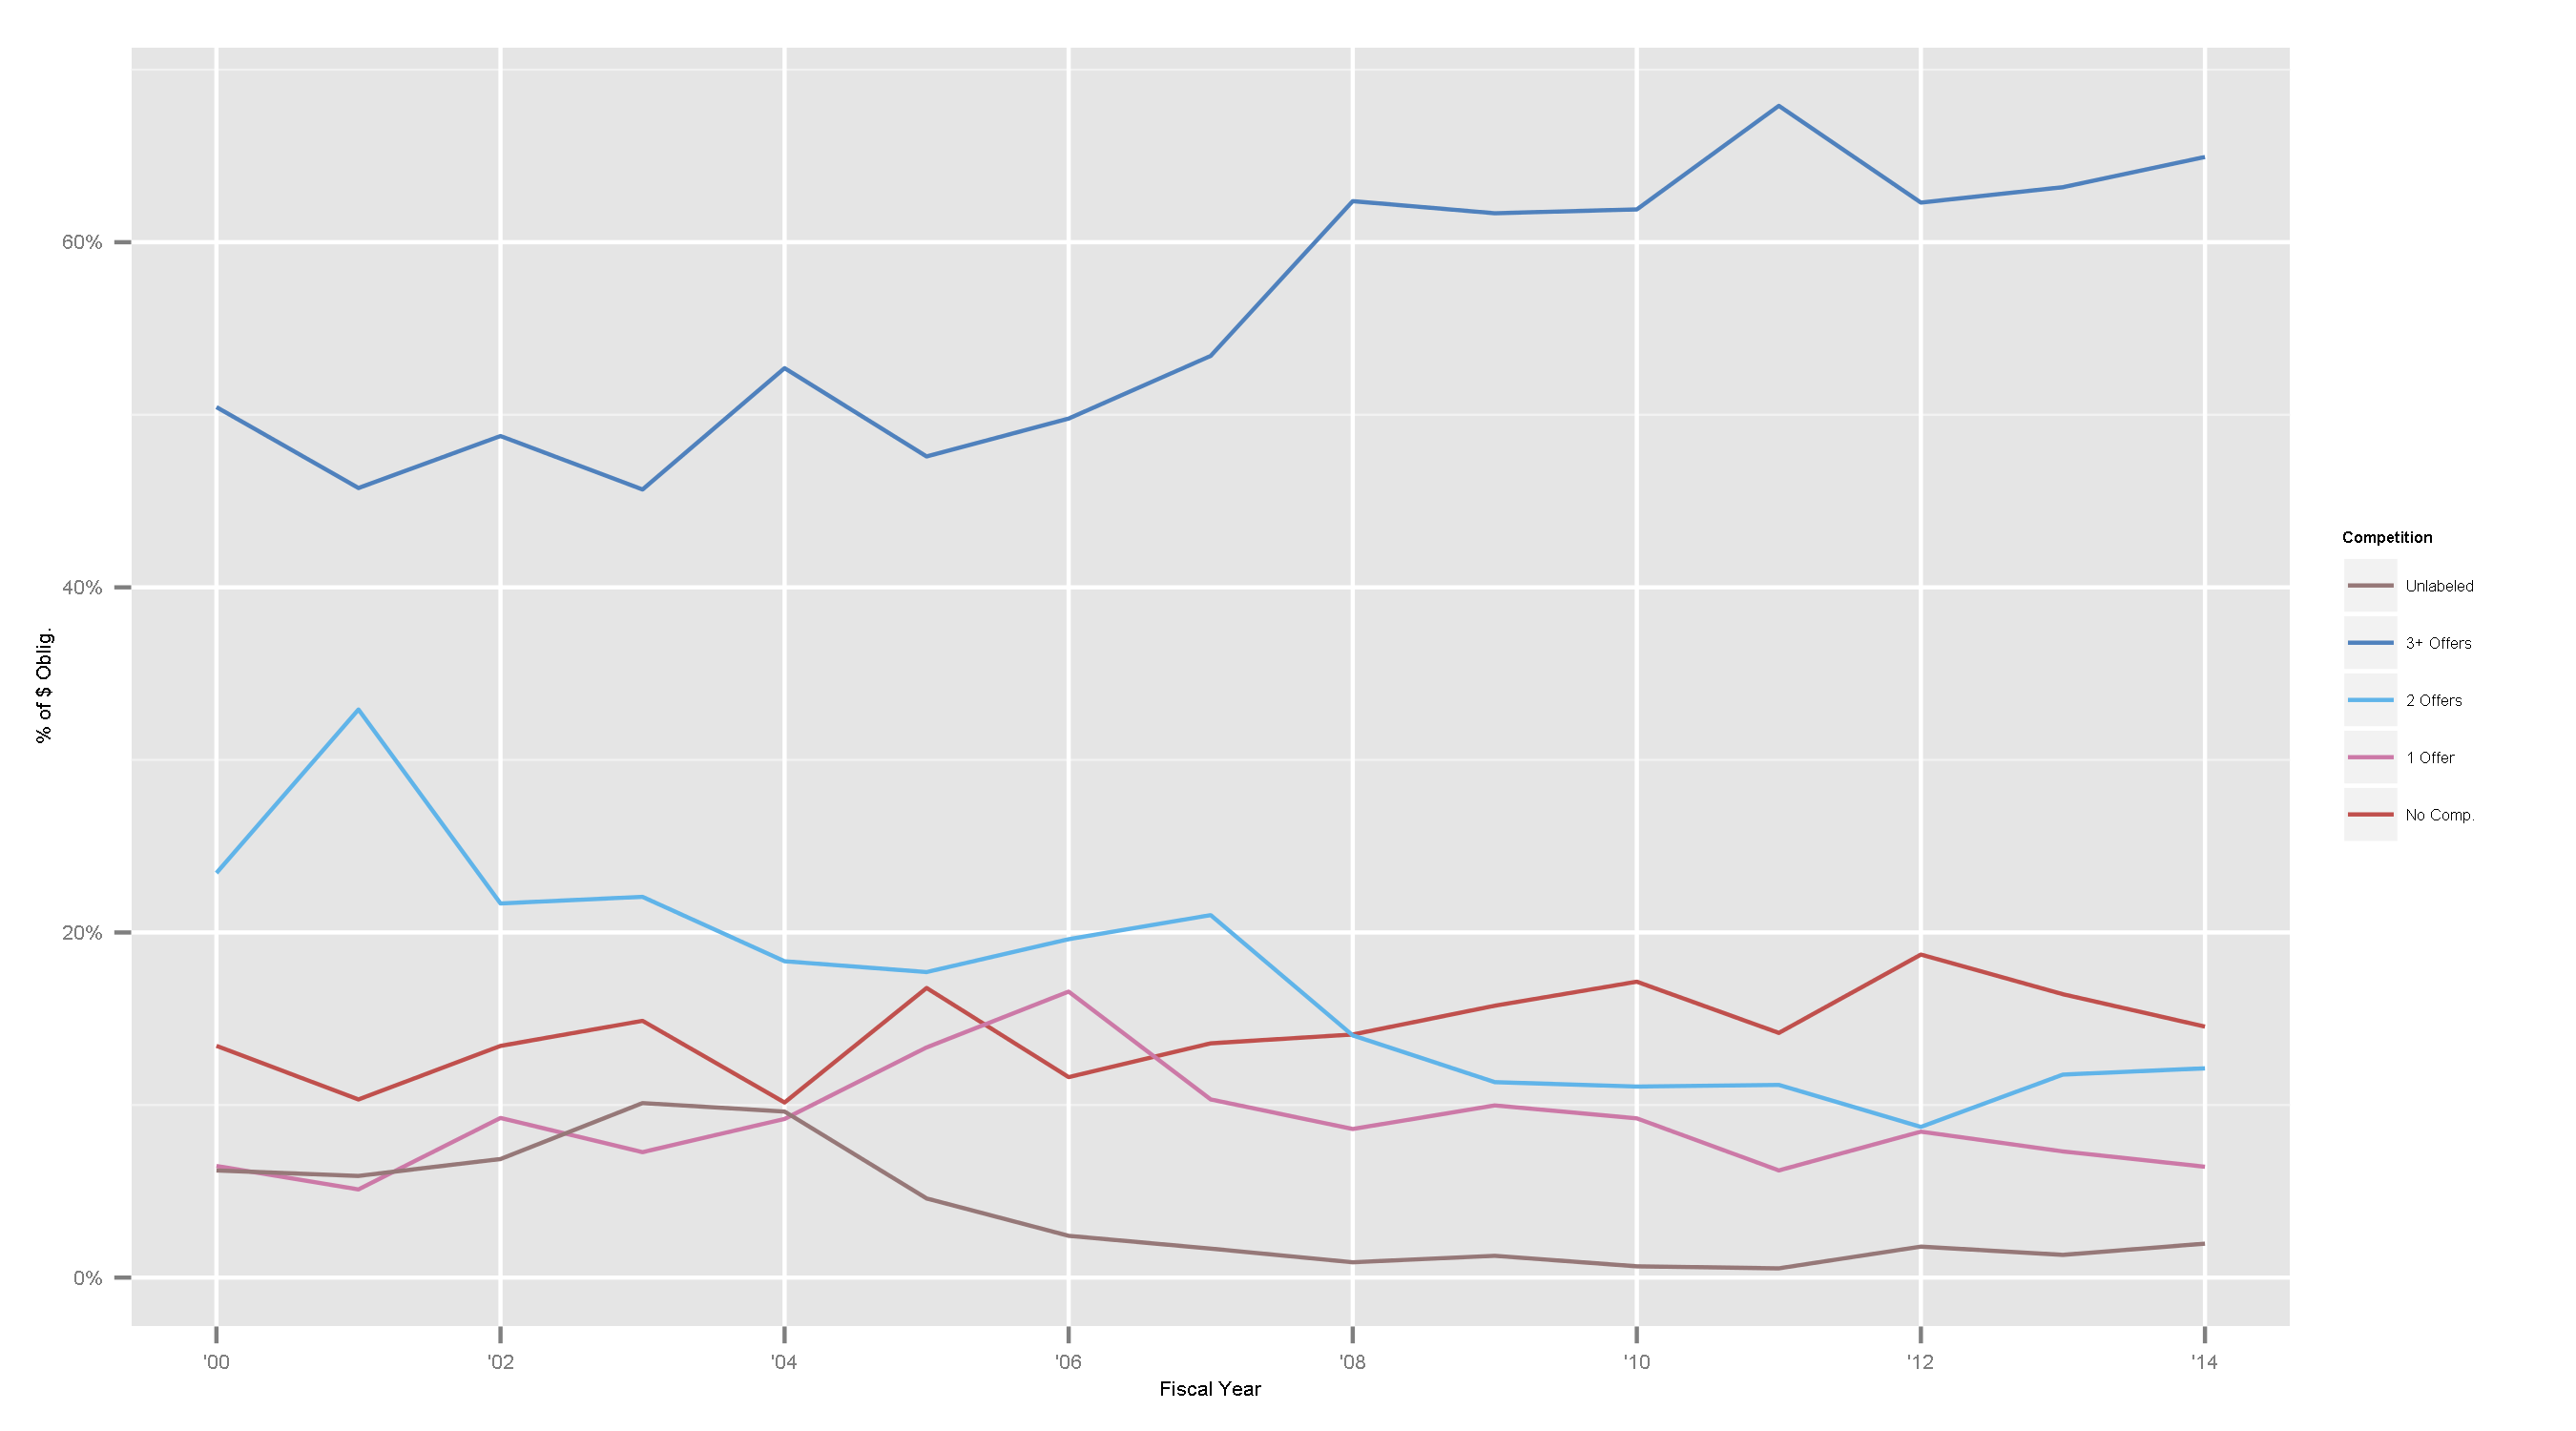 60%
40%
20%
0%
% of $ Oblig.
'00 '02 '04 '06 '08 '10 '12 '14
Fiscal Year
Competition
Unlabeled
3+ Offers
2 Offers
1 Offer
No Comp.